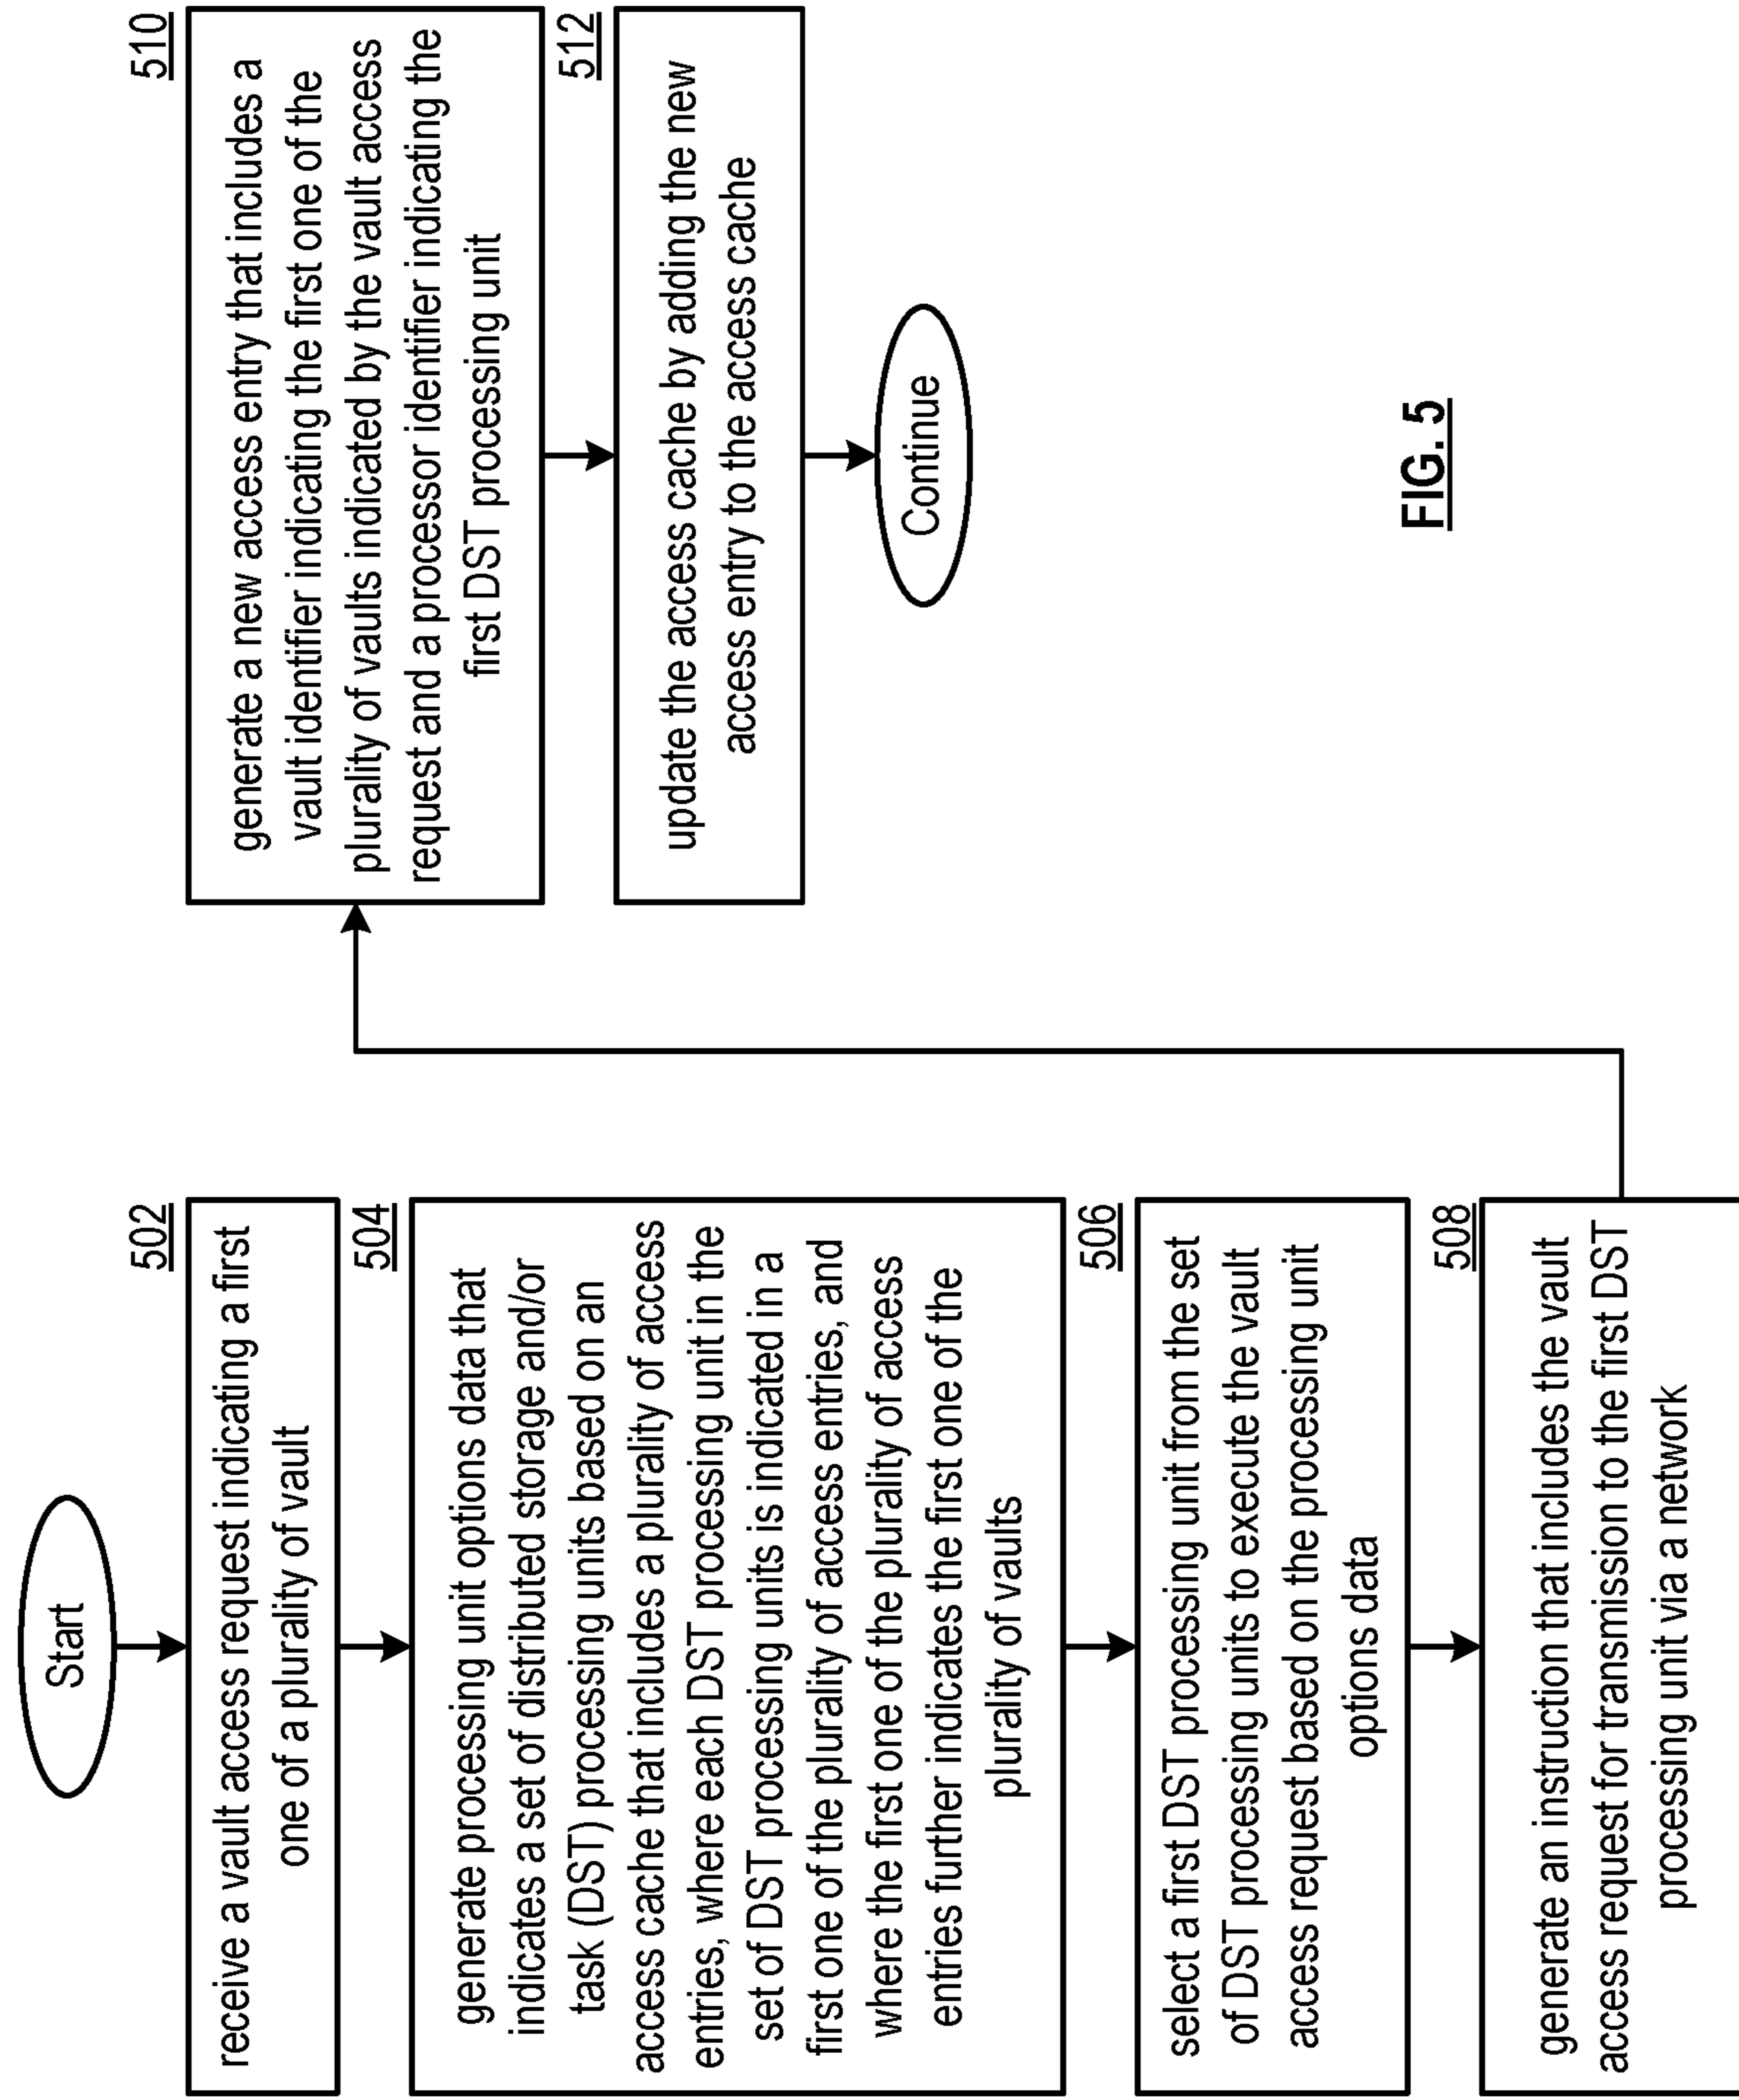 Start
502
receive a vault access request indicating a first
one of a plurality of vault
504
generate processing unit options data that
indicates a set of distributed storage and/or
task (DST) processing units based on an
access cache that includes a plurality of access
entries, where each DST processing unit in the
set of DST processing units is indicated in a
first one of the plurality of access entries, and
where the first one of the plurality of access
entries further indicates the first one of the
plurality of vaults
506
select a first DST processing unit from the set
of DST processing units to execute the vault
access request based on the processing unit
options data
508
generate an instruction that includes the vault
access request for transmission to the first DST
processing unit via a network
510
generate a new access entry that includes a
vault identifier indicating the first one of the
plurality of vaults indicated by the vault access
request and a processor identifier indicating the
first DST processing unit
512
update the access cache by adding the new
access entry to the access cache
Continue
FIG. 5